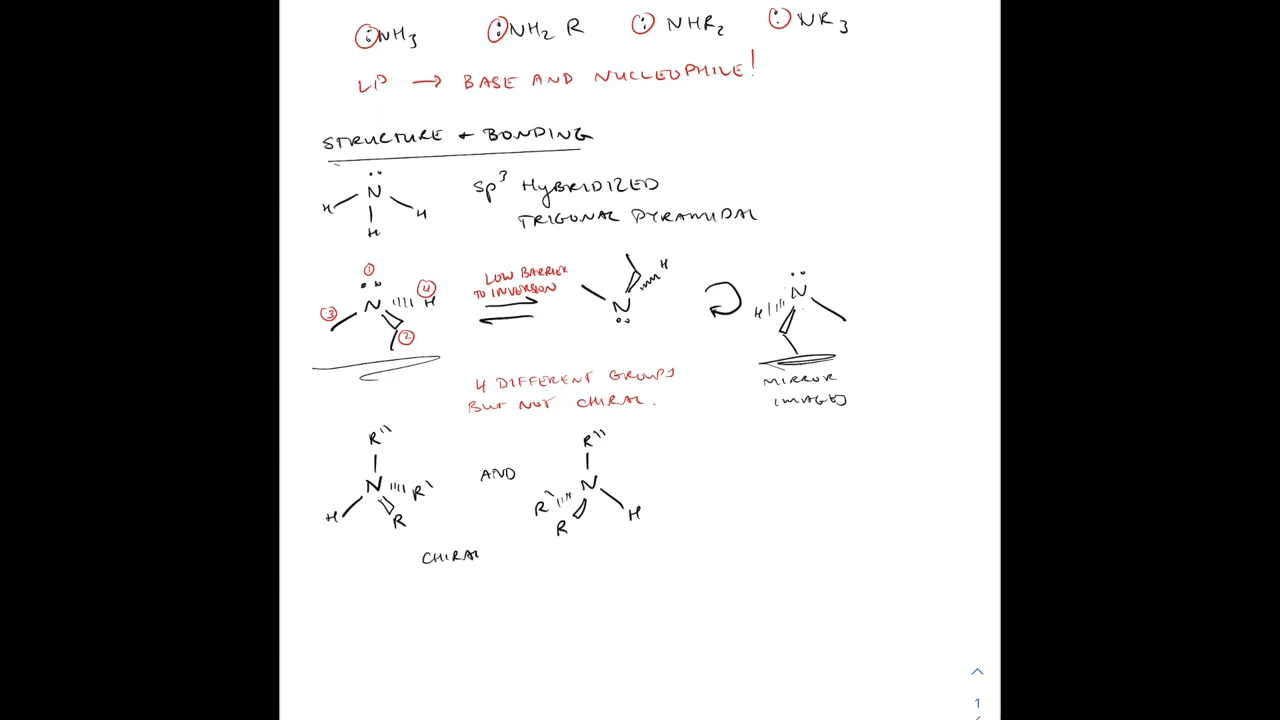 :NH3 :NH2 R : NHR2 : NR3
LP → BASE AND NUCLEOPHILE!
STRUCTURE + BONDING
N
H H
H
sp3 HYBRIDIZED
TRIGONAL PYRAMIDAL
1
N
H
4
3
2
LOW BARRIER
TO INVERSION
H
N
N
H
4 DIFFERENT GROUPS
BUT NOT CHIRAL.
MIRROR
IMAGES
R''
N
R'
H
R
AND
R''
N
R'
R
H
CHIRAL
1